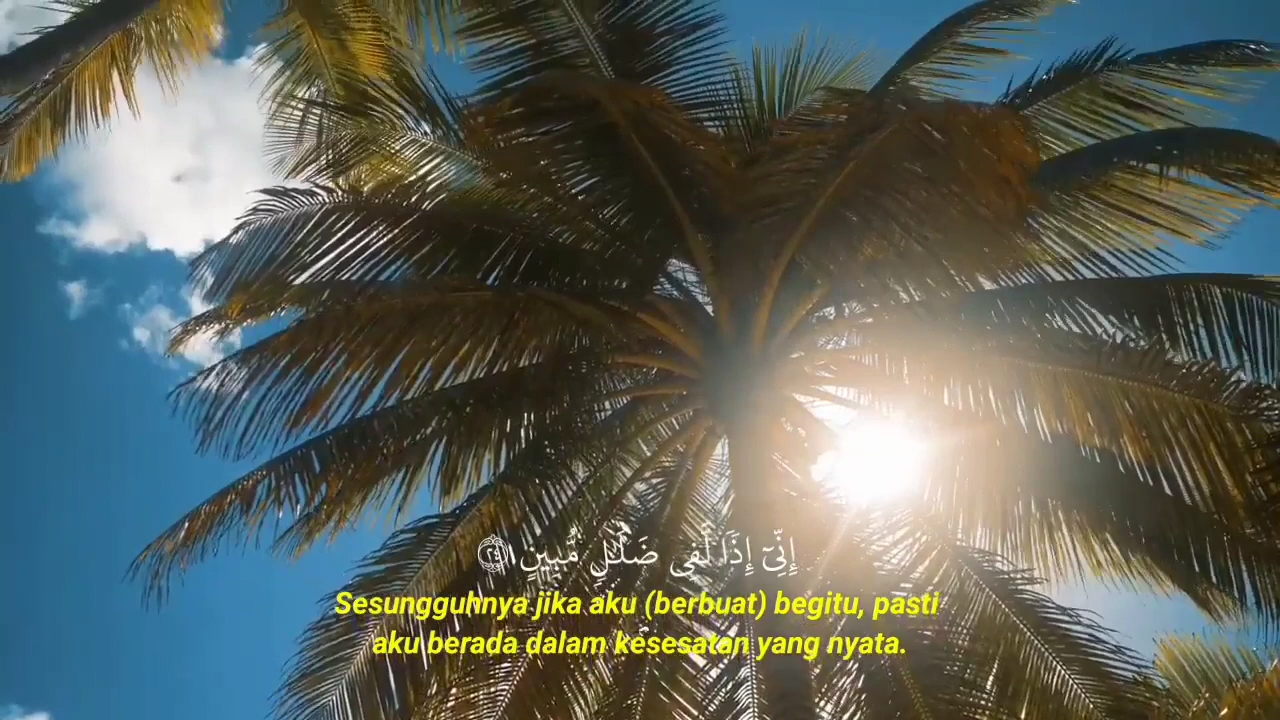 إِنِّىٓ إِذًا لَّفِى ضَلَٰلٍ مُّبِينٍ ۝٢٤
Sesungguhnya jika aku (berbuat) begitu, pasti
aku berada dalam kesesatan yang nyata.